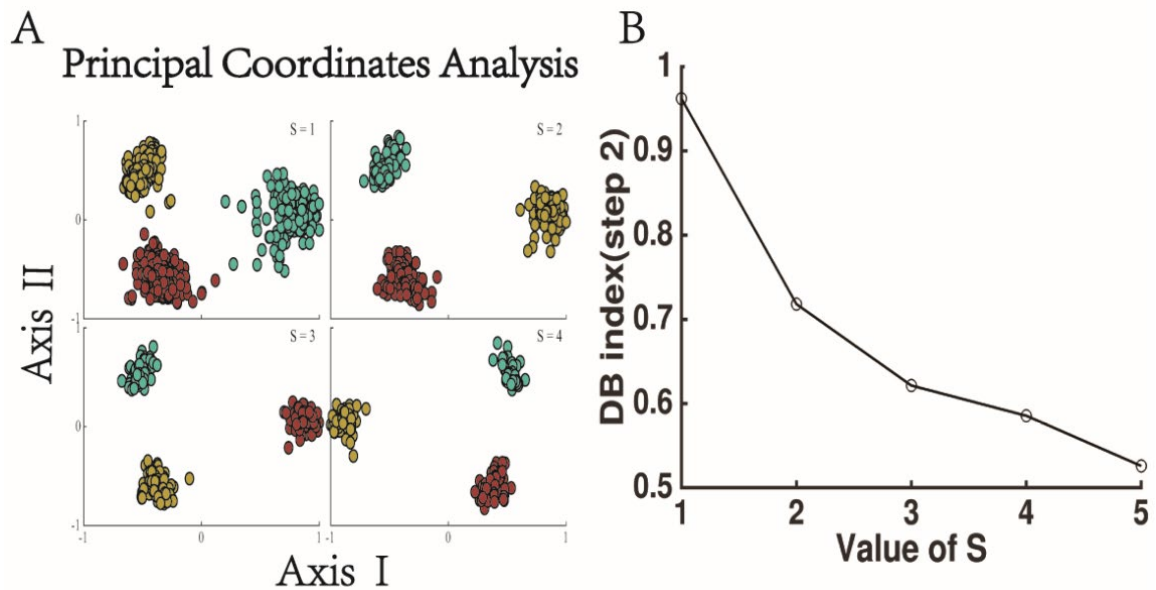 A
Principal Coordinates Analysis
1
S = 1
S = 2
0
-1
1
S = 3
S = 4
0
-1
-1
0
1
0
1
Axis II
Axis I
B
1
0.9
0.8
0.7
0.6
0.5
1
2
3
4
5
DB index(step 2)
Value of S